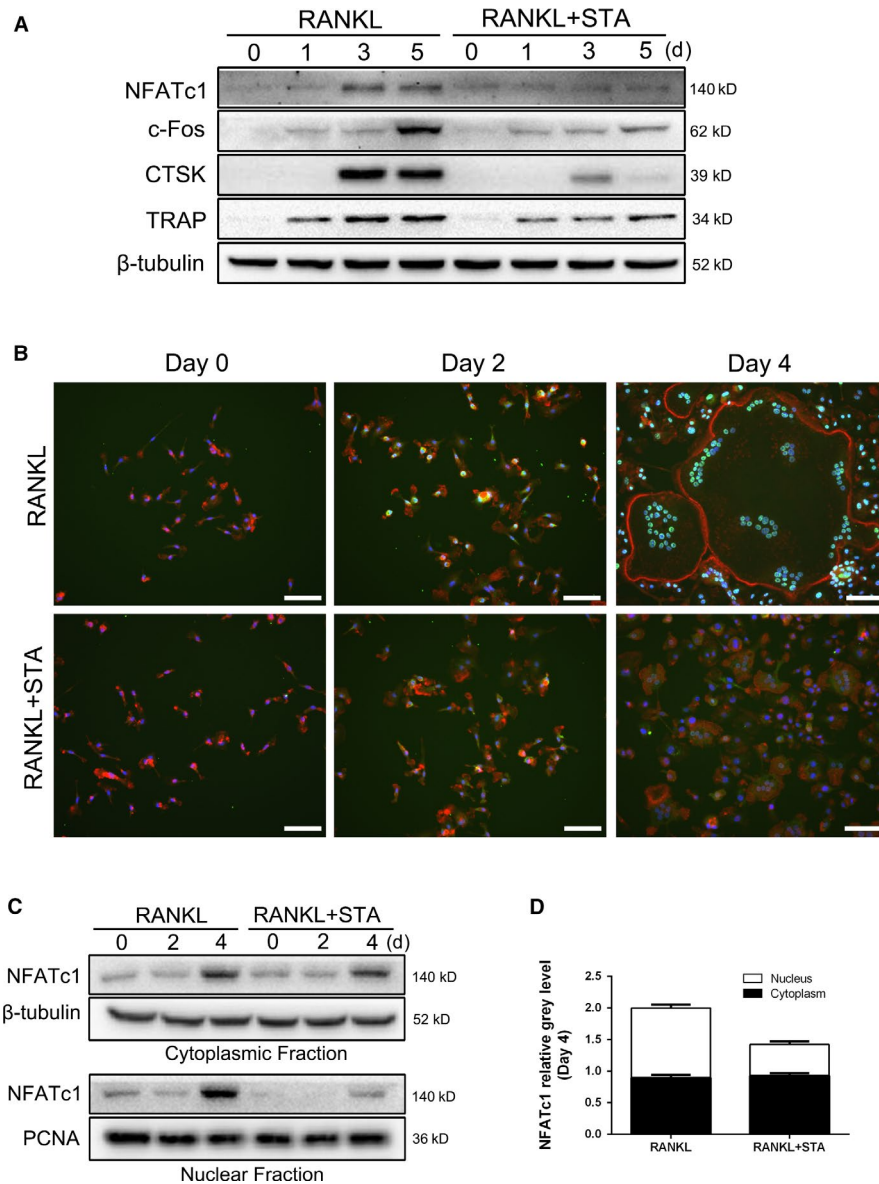 A
RANKL RANKL+STA
0 1 3 5 0 1 3 5 (d)
NFATc1 140 kD
c-Fos 62 kD
CTSK 39 kD
TRAP 34 kD
β-tubulin 52 kD
B
Day 0 Day 2 Day 4
RANKL
RANKL+STA
C
RANKL RANKL+STA
0 2 4 0 2 4 (d)
NFATc1 140 kD
β-tubulin 52 kD
Cytoplasmic Fraction
NFATc1 140 kD
PCNA 36 kD
Nuclear Fraction
D
NFATc1 relative grey level
(Day 4)
2.5
2.0
1.5
1.0
0.5
0.0
Nucleus
Cytoplasm
RANKL RANKL+STA